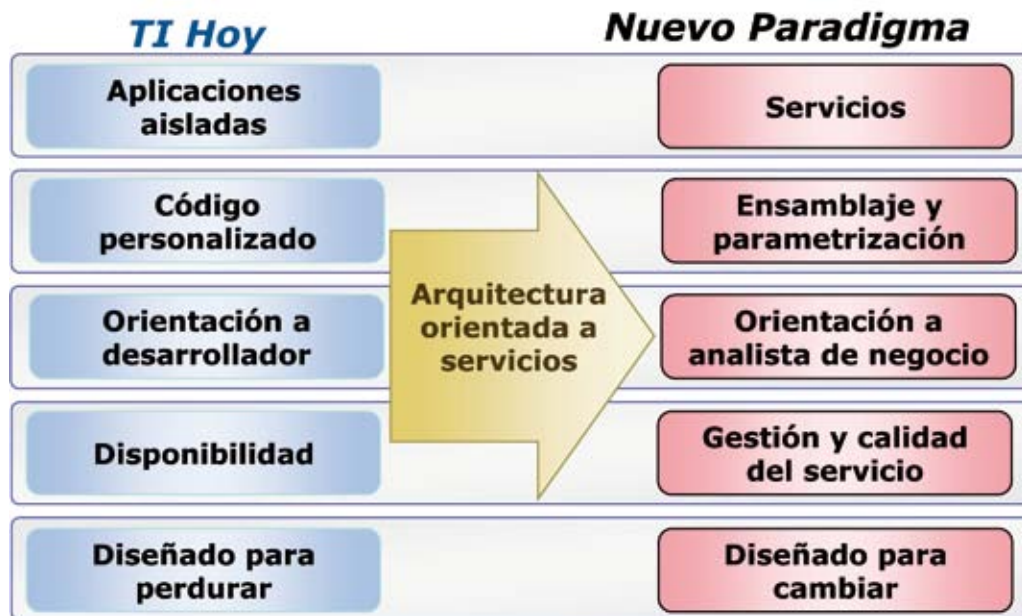 TI Hoy
Nuevo Paradigma
Aplicaciones
aisladas
Servicios
Código
personalizado
Ensamblaje y
parametrización
Arquitectura
orientada a
servicios
Orientación a
desarrollador
Orientación a
analista de negocio
Disponibilidad
Gestión y calidad
del servicio
Diseñado para
perdurar
Diseñado para
cambiar